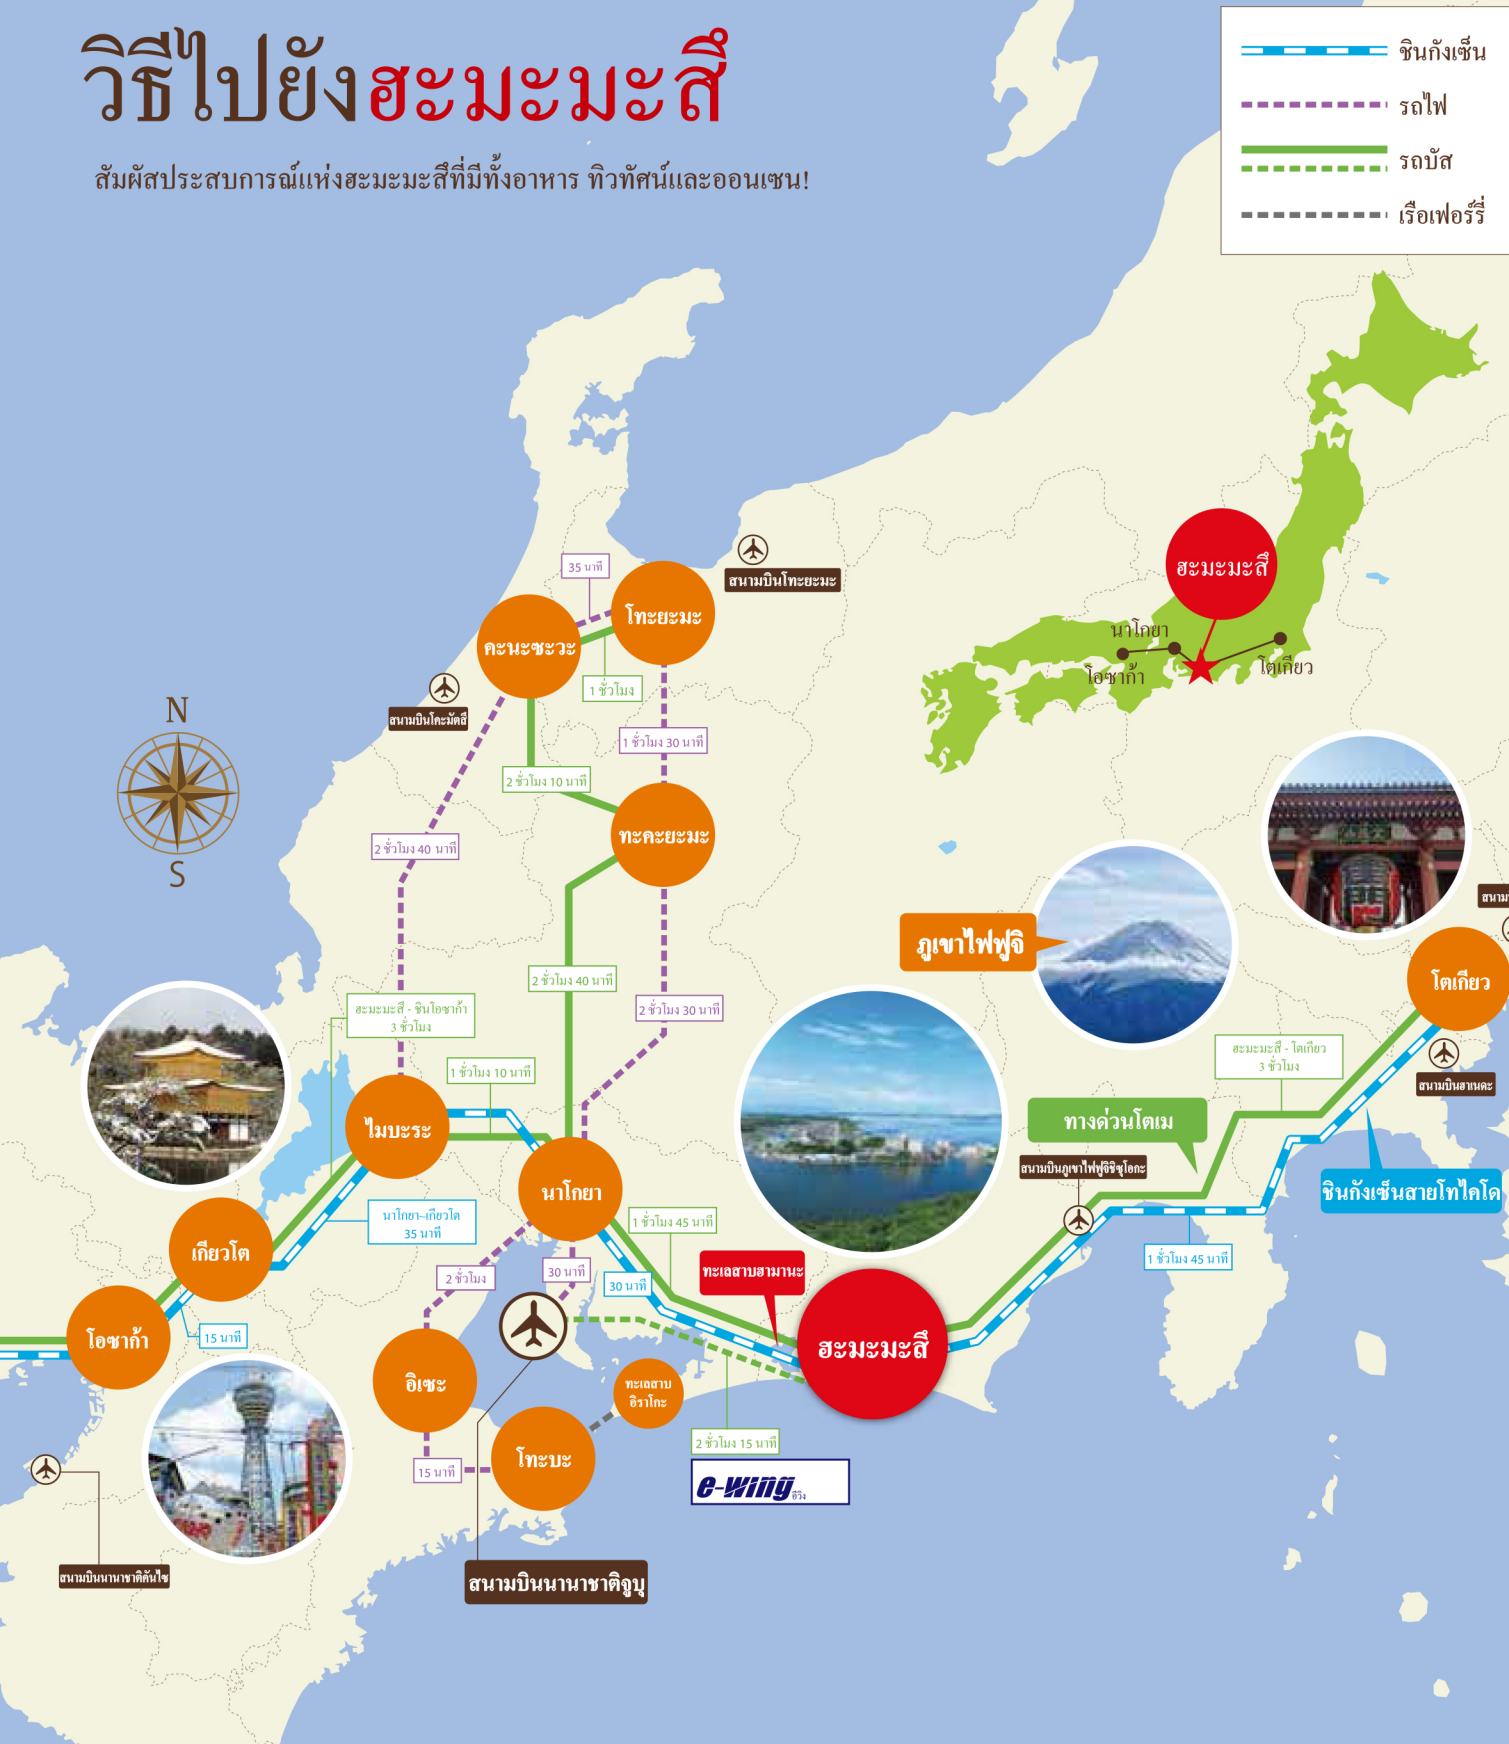 วิธีไปยังฮะมะมะสึ
สัมผัสประสบการณ์แห่งฮะมะมะสึที่มีทั้งอาหาร ทิวทัศน์และออนเซน!
ชินกังเซ็น
รถไฟ
รถบัส
เรือเฟอร์รี่
ฮะมะมะสึ
นาโกยา
โอซาก้า
โตเกียว
สนามบินโทะยะมะ
35 นาที
โทะยะมะ
คะนะซะวะ
1 ชั่วโมง
สนามบินโคะมัตสึ
1 ชั่วโมง 30 นาที
2 ชั่วโมง 10 นาที
N
S
ทะคะยะมะ
2 ชั่วโมง 40 นาที
2 ชั่วโมง 40 นาที
2 ชั่วโมง 30 นาที
ภูเขาไฟฟูจิ
สนาม
โตเกียว
ฮะมะมะสึ - ชินโอซาก้า
3 ชั่วโมง
ฮะมะมะสึ - โตเกียว
3 ชั่วโมง
สนามบินฮาเนดะ
1 ชั่วโมง 10 นาที
ไมบะระ
ทางด่วนโตเม
สนามบินภูเขาไฟฟูจิชิซุโอกะ
ชินกังเซ็นสายโทไคโด
นาโกยา
นาโกยา-เกียวโต
35 นาที
1 ชั่วโมง 45 นาที
1 ชั่วโมง 45 นาที
เกียวโต
2 ชั่วโมง
30 นาที
30 นาที
ทะเลสาบฮามานะ
โอซาก้า
15 นาที
ฮะมะมะสึ
อิเซะ
ทะเลสาบ
อิราโกะ
2 ชั่วโมง 15 นาที
โทะบะ
15 นาที
e-wing
อีวิง
สนามบินนานาชาติคันไซ
สนามบินนานาชาติจูบุ